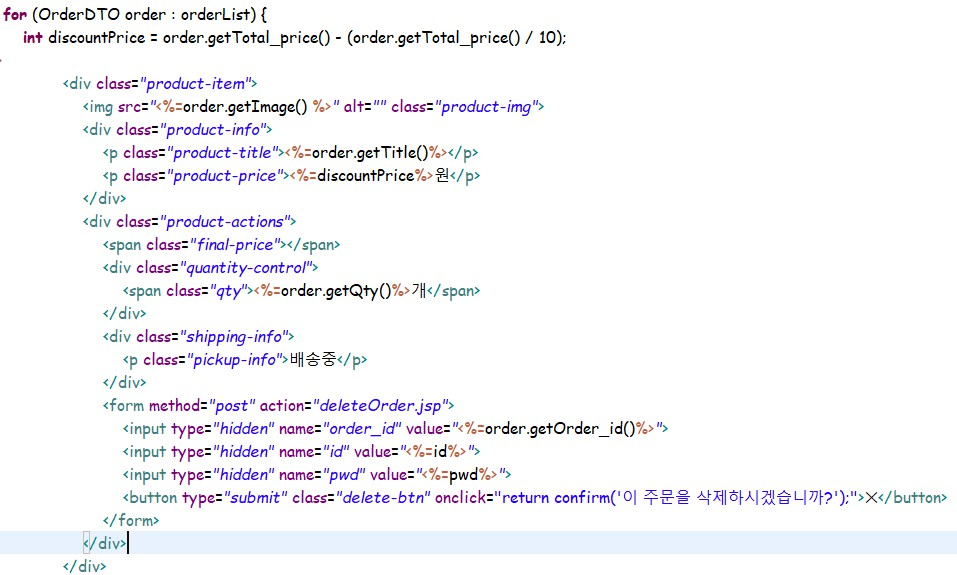 for (OrderDTO order : orderList) {
int discountPrice = order.getTotal_price() - (order.getTotal_price() / 10);
<div class="product-item">
<img src="<%=order.getImage() %>" alt="" class="product-img">
<div class="product-info">
<p class="product-title"><%=order.getTitle()%></p>
<p class="product-price"><%=discountPrice%>원</p>
</div>
<div class="product-actions">
<span class="final-price"></span>
<div class="quantity-control">
<span class="qty"><%=order.getQty()%>개</span>
</div>
<div class="shipping-info">
<p class="pickup-info">배송중</p>
</div>
<form method="post" action="deleteOrder.jsp">
<input type="hidden" name="order_id" value="<%=order.getOrder_id()%>">
<input type="hidden" name="id" value="<%=id%>">
<input type="hidden" name="pwd" value="<%=pwd%>">
<button type="submit" class="delete-btn" onclick="return confirm('이 주문을 삭제하시겠습니까?');">×</button>
</form>
</div>
</div>